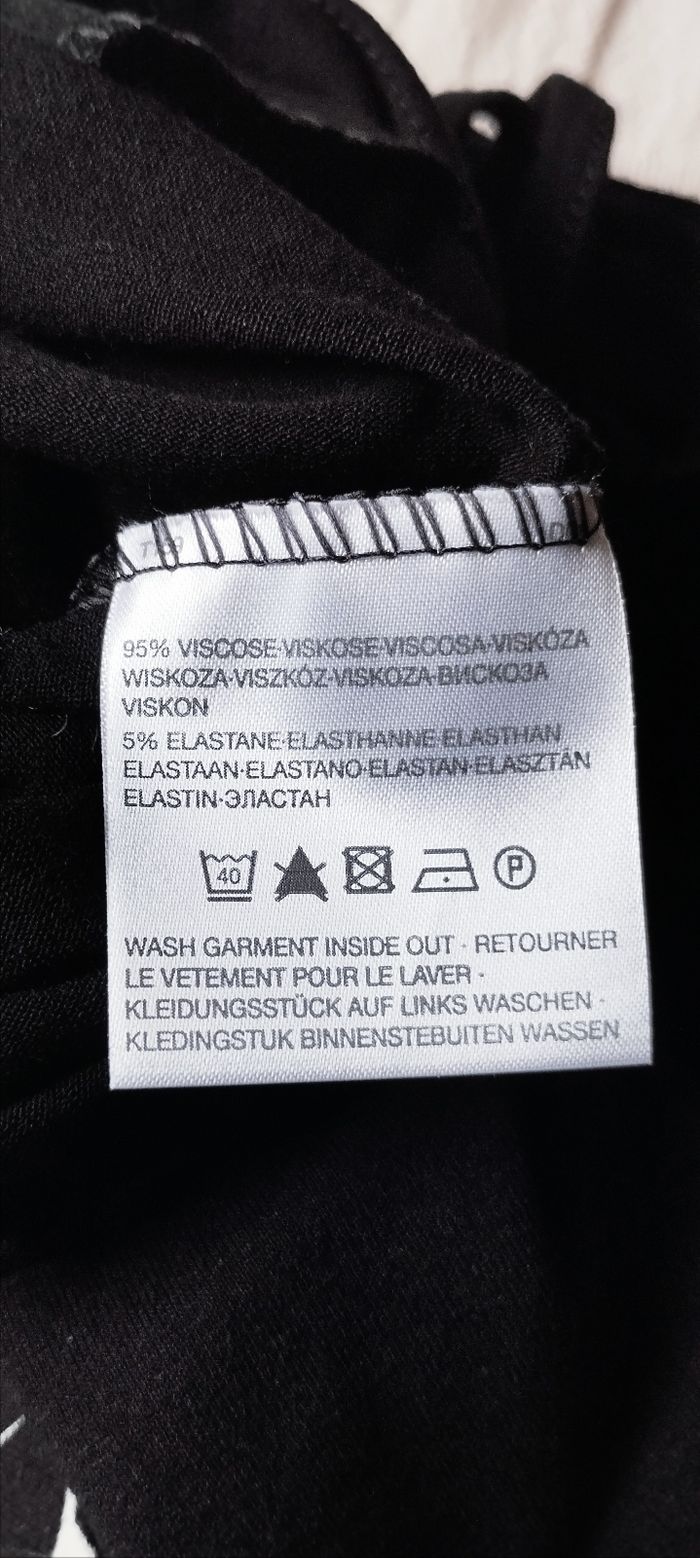 95% VISCOSE·VISKOSE·VISCOSA·VISKÓZA
WISKOZA·VISZKÓZ·VISKOZA·ВИСКОЗА
VISKON
5% ELASTANE·ELASTHANNE·ELASTHAN
ELASTAAN·ELASTANO·ELASTAN·ELASZTÁN
ELASTIN·ЭЛАСТАН
40 P
WASH GARMENT INSIDE OUT · RETOURNER
LE VETEMENT POUR LE LAVER ·
KLEIDUNGSSTÜCK AUF LINKS WASCHEN ·
KLEDINGSTUK BINNENSTEBUITEN WASSEN